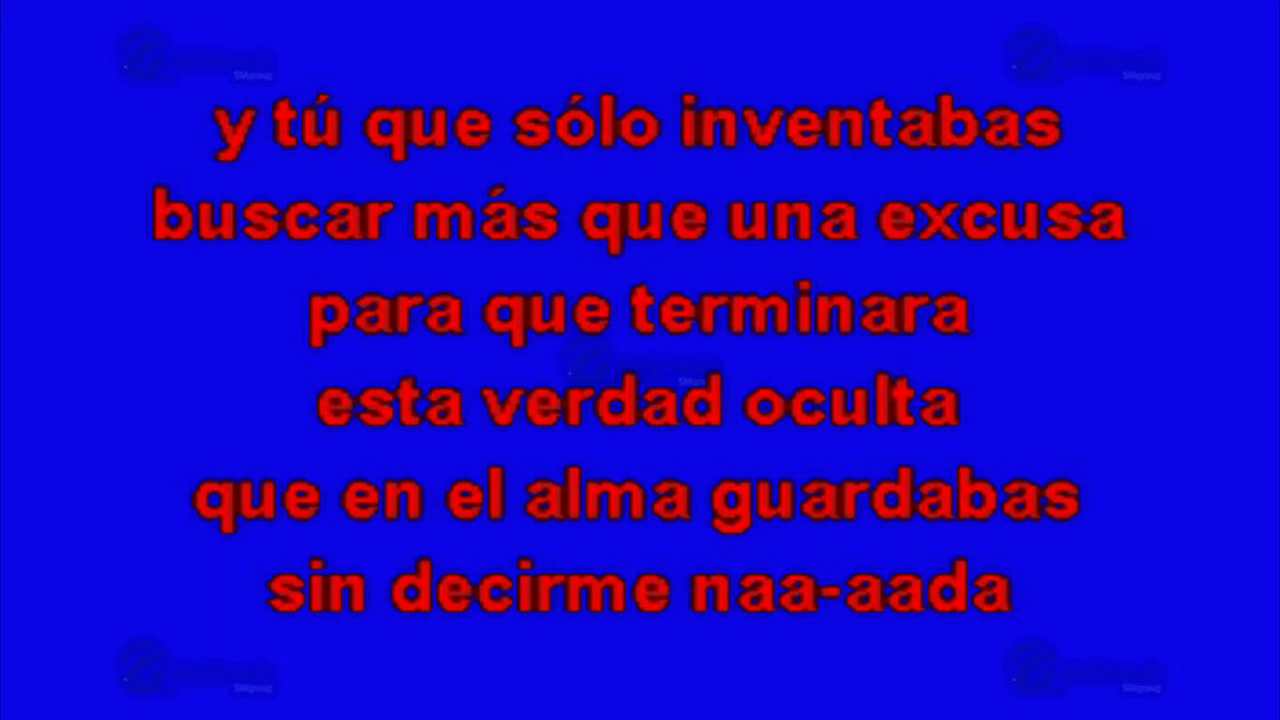 y tú que sólo inventabas
buscar más que una excusa
para que terminara
esta verdad oculta
que en el alma guardabas
sin decirme naa-aada